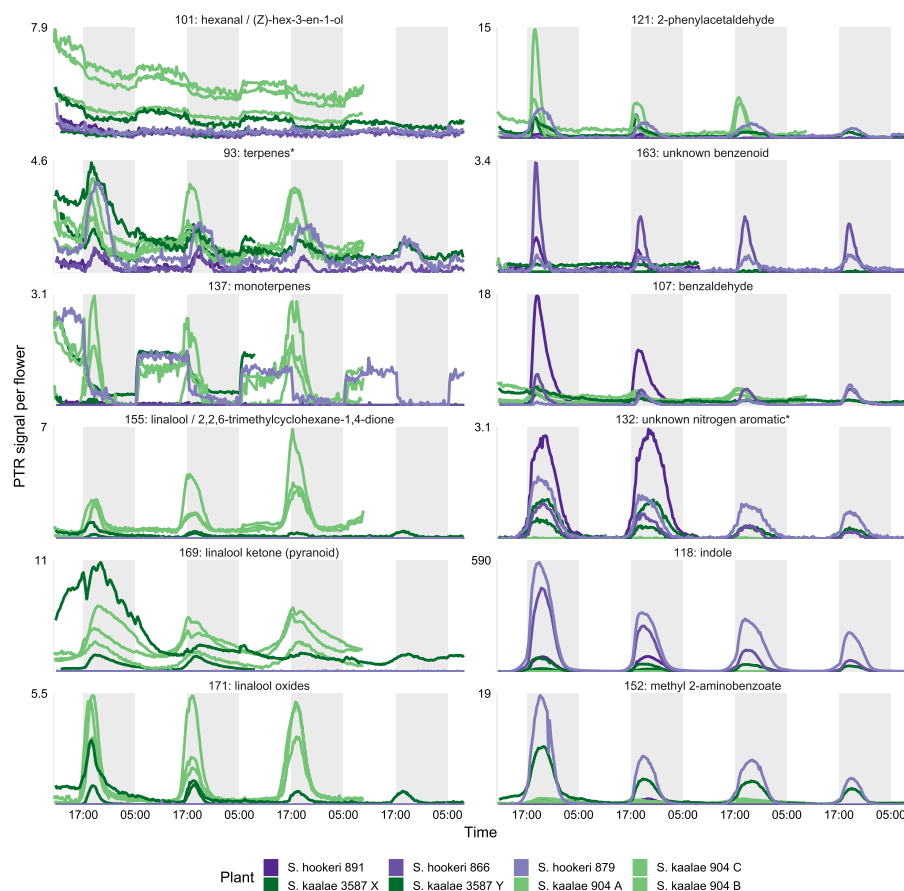 101: hexanal / (Z)-hex-3-en-1-ol
7.9
93: terpenes*
4.6
137: monoterpenes
3.1
155: linalool / 2,2,6-trimethylcyclohexane-1,4-dione
7
169: linalool ketone (pyranoid)
11
171: linalool oxides
5.5
121: 2-phenylacetaldehyde
15
163: unknown benzenoid
3.4
107: benzaldehyde
18
132: unknown nitrogen aromatic*
3.1
118: indole
590
152: methyl 2-aminobenzoate
19
PTR signal per flower
17:00 05:00 17:00 05:00 17:00 05:00 17:00 05:00
17:00 05:00 17:00 05:00 17:00 05:00 17:00 05:00
Time
Plant
S. hookeri 891 S. hookeri 866 S. hookeri 879 S. kaalae 904 C
S. kaalae 3587 X S. kaalae 3587 Y S. kaalae 904 A S. kaalae 904 B